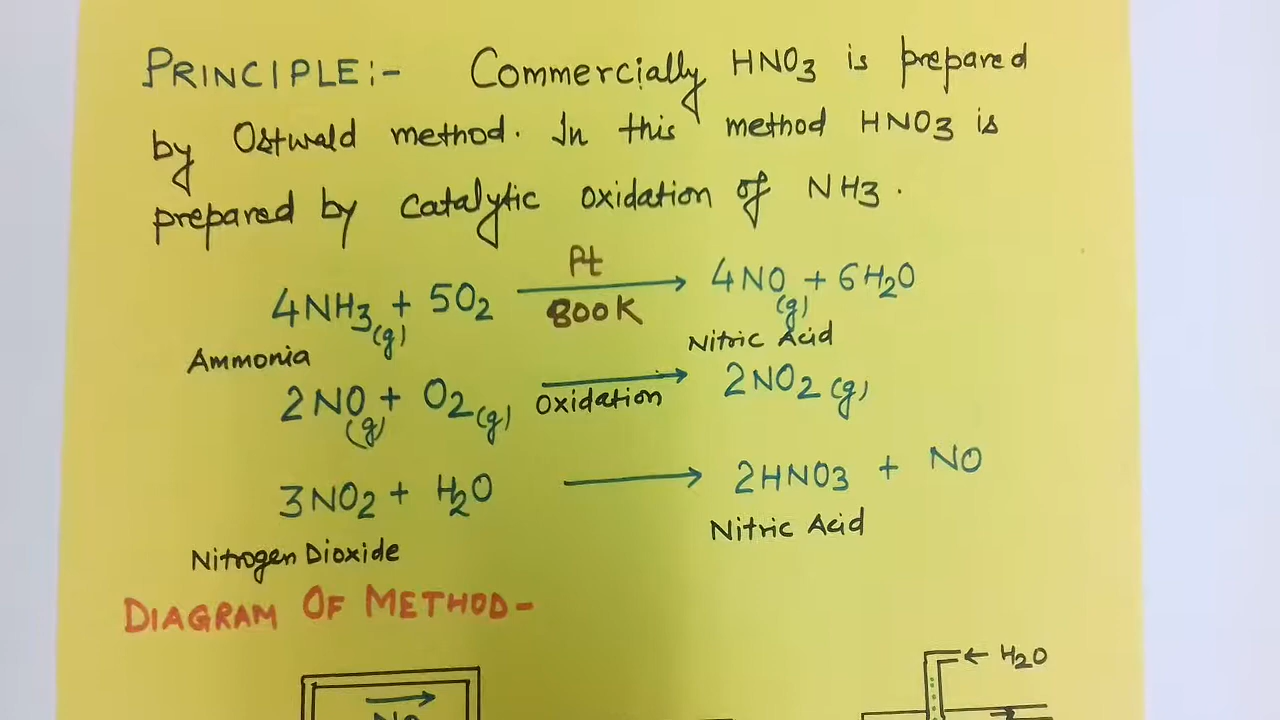 PRINCIPLE:- Commercially HNO3 is prepared
by Ostwald method. In this method HNO3 is
prepared by catalytic oxidation of NH3.
4NH3(g) + 5O2 Pt 800K → 4NO(g) + 6H2O
Ammonia Nitric Acid
2NO(g) + O2(g) Oxidation → 2NO2(g)
3NO2 + H2O → 2HNO3 + NO
Nitrogen Dioxide Nitric Acid
DIAGRAM OF METHOD-
← H2O
→